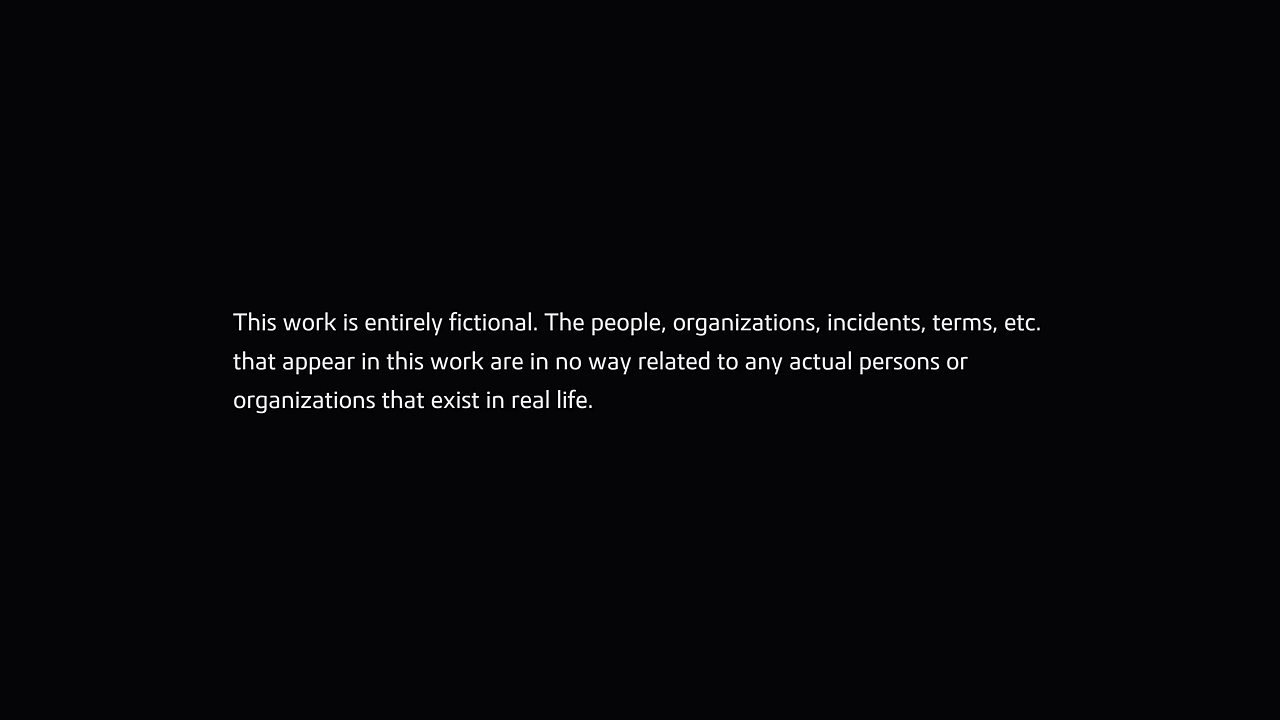 This work is entirely fictional. The people, organizations, incidents, terms, etc.
that appear in this work are in no way related to any actual persons or
organizations that exist in real life.